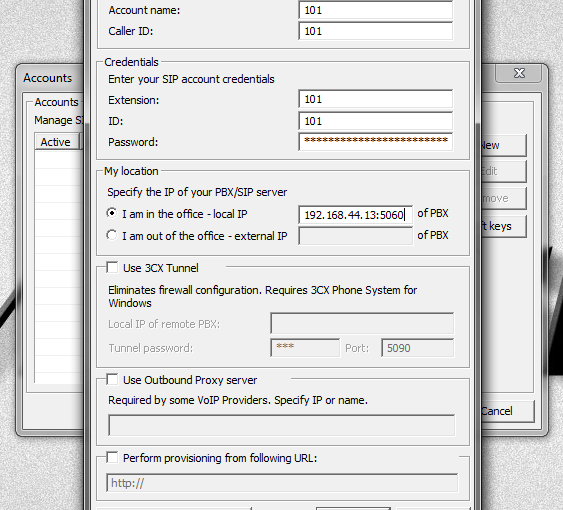 Account name: 101
Caller ID: 101
Accounts
Credentials
Enter your SIP account credentials
Accounts
Extension: 101
Manage S
ID: 101
Active
Password: ************************
New
Edit
My location
move
Specify the IP of your PBX/SIP server
I am in the office - local IP 192.168.44.13:5060 of PBX
ft keys
I am out of the office - external IP of PBX
Use 3CX Tunnel
Eliminates firewall configuration. Requires 3CX Phone System for
Windows
Local IP of remote PBX:
Tunnel password: *** Port: 5090
Use Outbound Proxy server
Required by some VoIP Providers. Specify IP or name.
Cancel
Perform provisioning from following URL:
http://